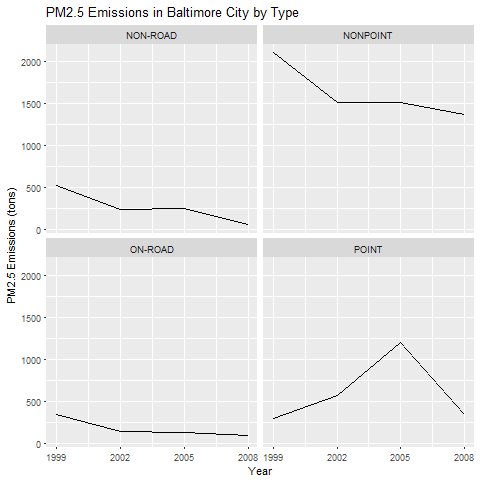 PM2.5 Emissions in Baltimore City by Type
NON-ROAD
NONPOINT
2000
1500
1000
500
0
ON-ROAD
POINT
2000
1500
1000
500
0
PM2.5 Emissions (tons)
1999 2002 2005 2008
1999 2002 2005 2008
Year